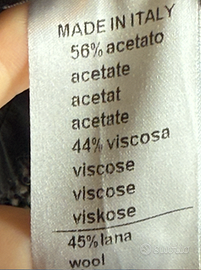 MADE IN ITALY
56% acetato
acetate
acetat
acetate
44% viscosa
viscose
viscose
viskose
45% lana
wool